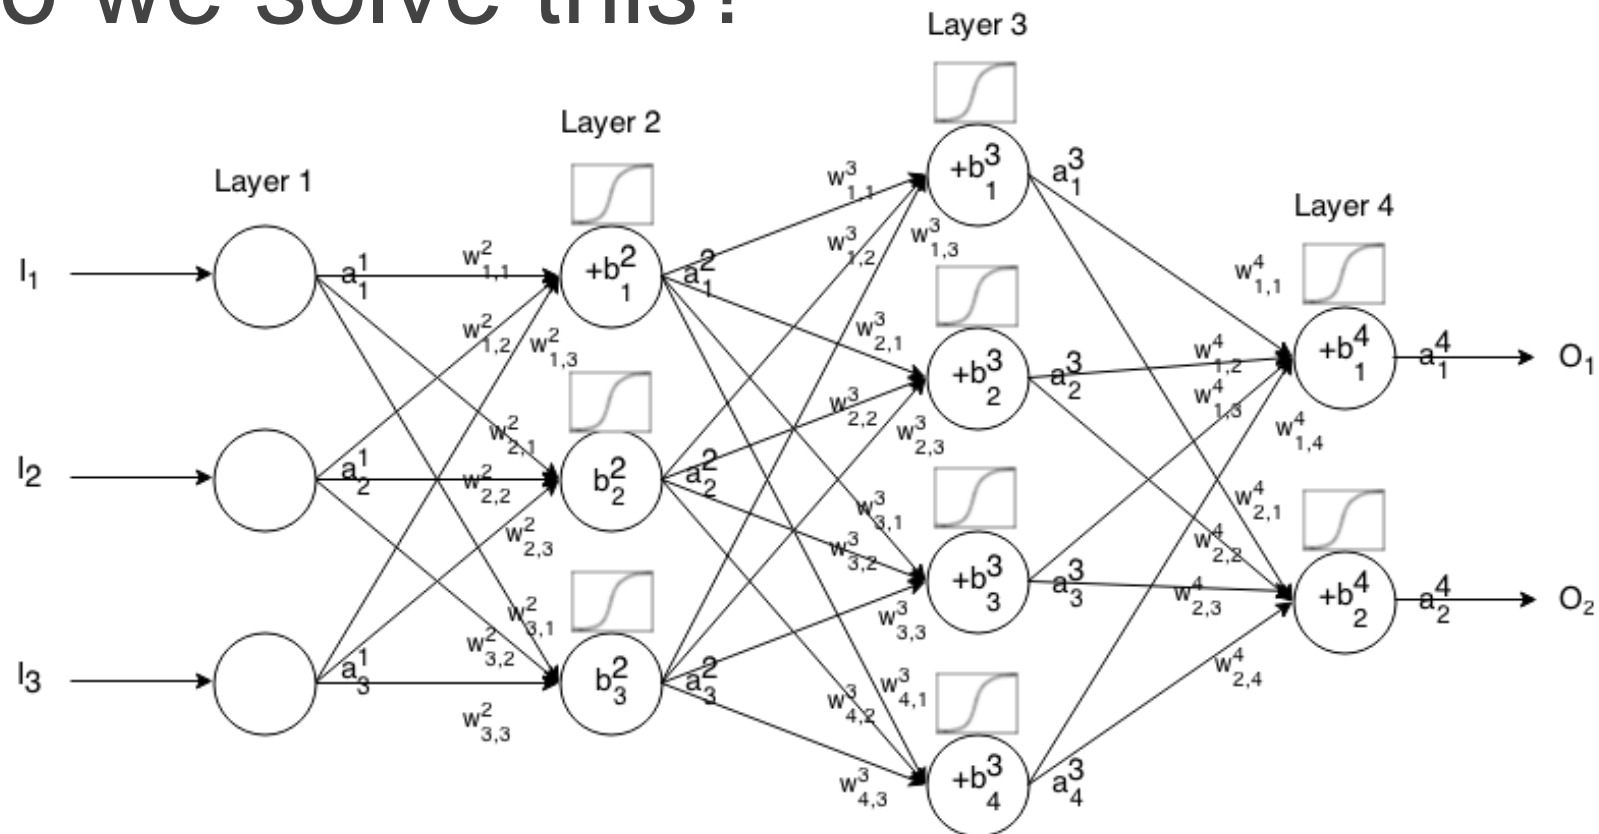 o we solve this?
Layer 3
Layer 2
Layer 1
Layer 4
I₁
I₂
I₃
a¹₁
a¹₂
a¹₃
w²₁,₁
w²₁,₂
w²₁,₃
w²₂,₁
w²₂,₂
w²₂,₃
w²₃,₁
w²₃,₂
w²₃,₃
+b²₁
b²₂
b²₃
a²₁
a²₂
a²₃
w³₁,₁
w³₁,₂
w³₁,₃
w³₂,₁
w³₂,₂
w³₂,₃
w³₃,₁
w³₃,₂
w³₃,₃
w³₄,₁
w³₄,₂
w³₄,₃
+b³₁
+b³₂
+b³₃
+b³₄
a³₁
a³₂
a³₃
a³₄
w⁴₁,₁
w⁴₁,₂
w⁴₁,₃
w⁴₁,₄
w⁴₂,₁
w⁴₂,₂
w⁴₂,₃
w⁴₂,₄
+b⁴₁
+b⁴₂
a⁴₁
a⁴₂
O₁
O₂